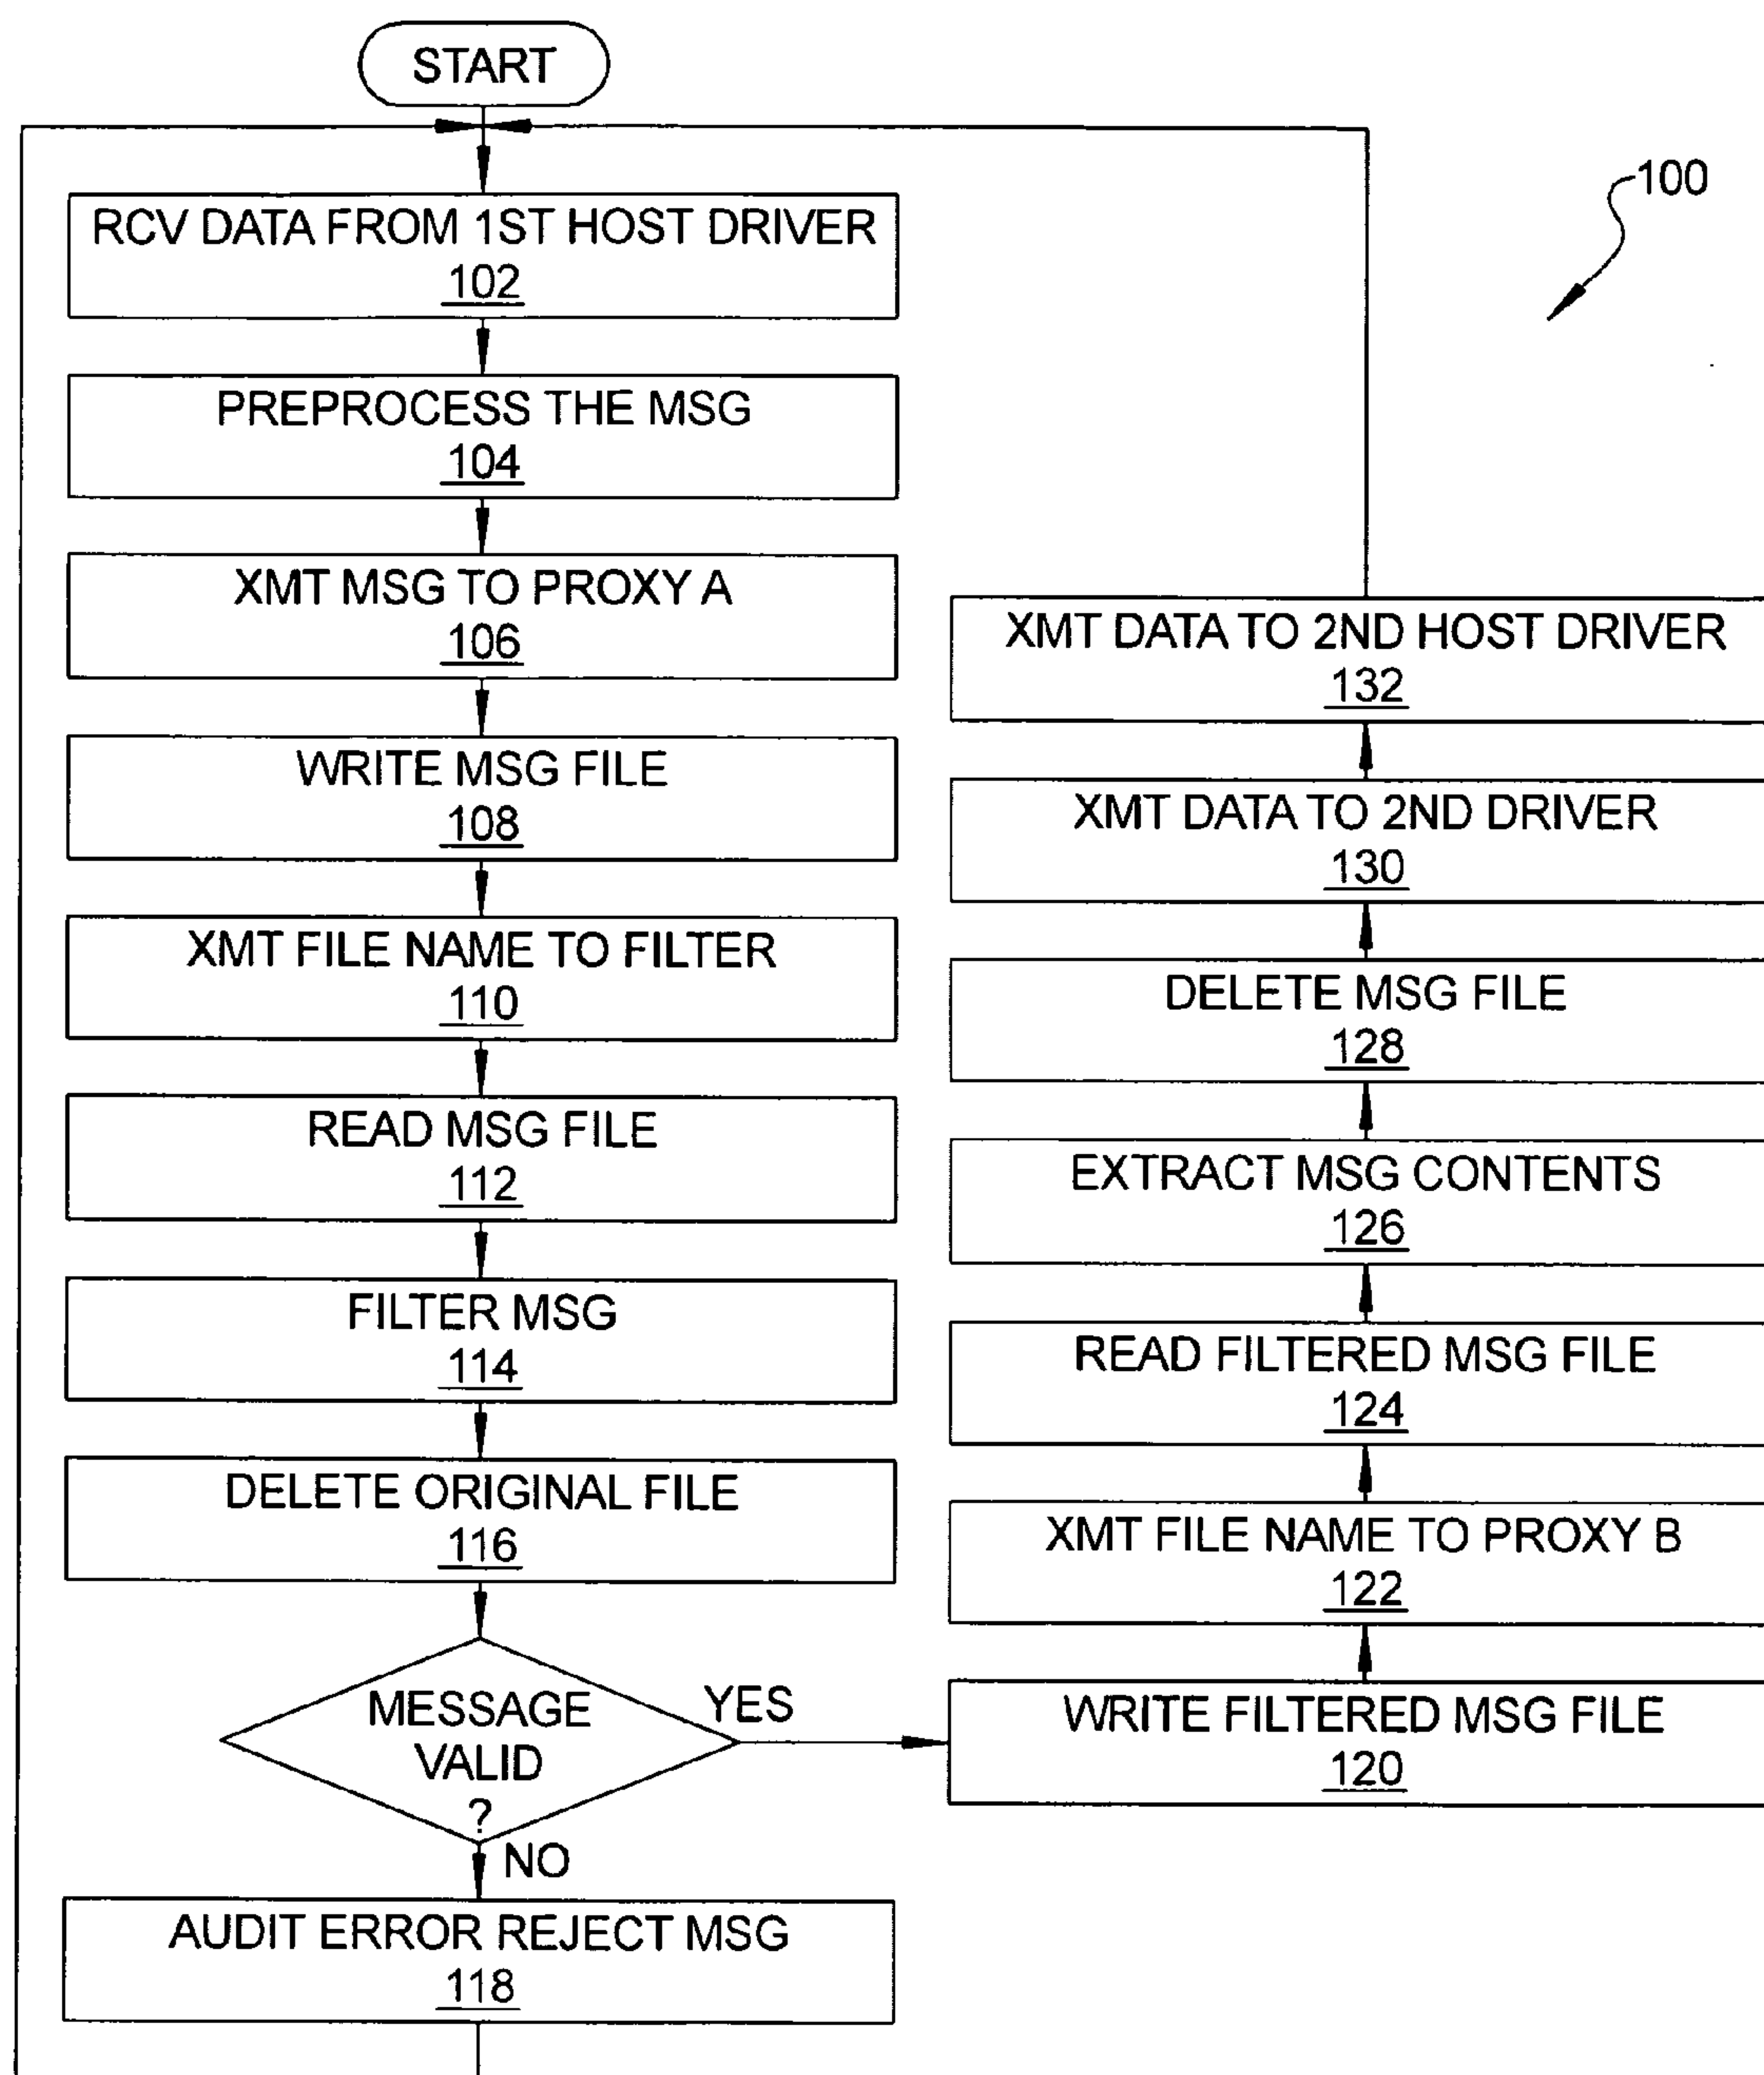 START
100
RCV DATA FROM 1ST HOST DRIVER
102
PREPROCESS THE MSG
104
XMT MSG TO PROXY A
106
WRITE MSG FILE
108
XMT FILE NAME TO FILTER
110
READ MSG FILE
112
FILTER MSG
114
DELETE ORIGINAL FILE
116
MESSAGE
VALID
?
YES
NO
AUDIT ERROR REJECT MSG
118
XMT DATA TO 2ND HOST DRIVER
132
XMT DATA TO 2ND DRIVER
130
DELETE MSG FILE
128
EXTRACT MSG CONTENTS
126
READ FILTERED MSG FILE
124
XMT FILE NAME TO PROXY B
122
WRITE FILTERED MSG FILE
120